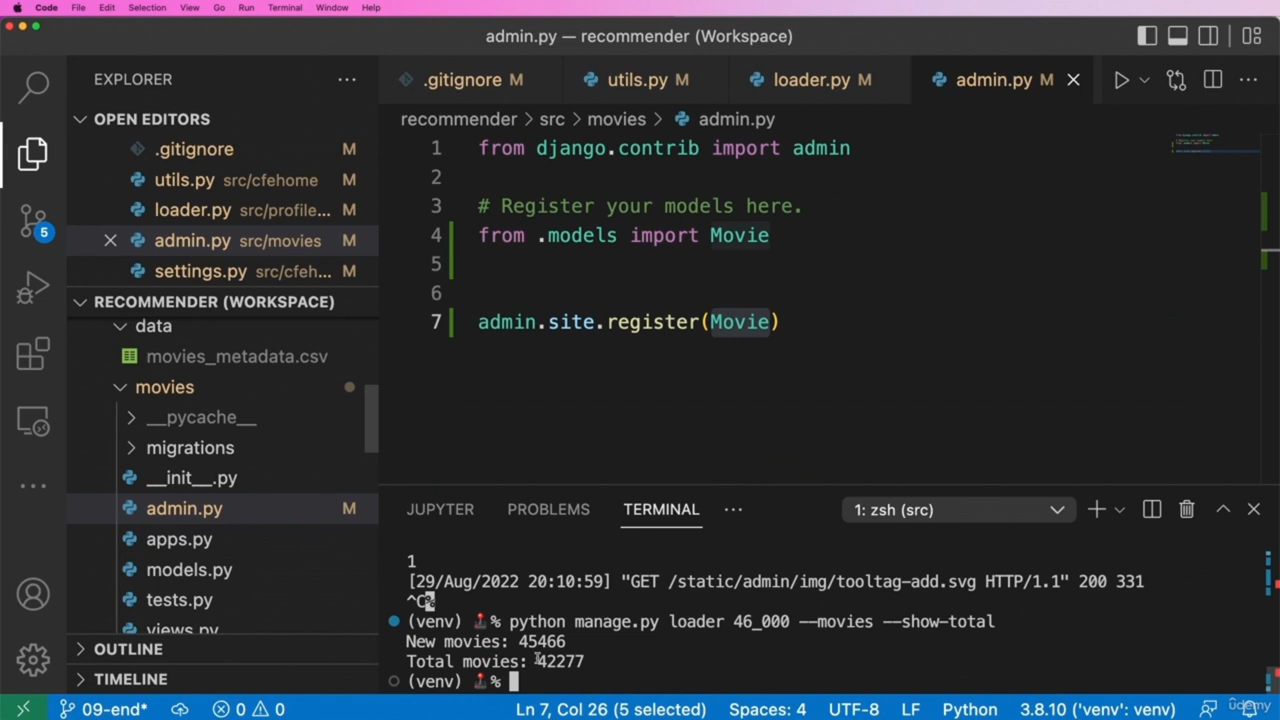 Code File Edit Selection View Go Run Terminal Window Help
admin.py — recommender (Workspace)
EXPLORER
.gitignore M
utils.py M
loader.py M
admin.py M
OPEN EDITORS
.gitignore M
utils.py src/cfehome M
loader.py src/profile... M
admin.py src/movies M
settings.py src/cfeh... M
RECOMMENDER (WORKSPACE)
data
movies_metadata.csv
movies
__pycache__
migrations
__init__.py
admin.py M
apps.py
models.py
tests.py
views.py
OUTLINE
TIMELINE
5
recommender > src > movies > admin.py
1 from django.contrib import admin
2
3 # Register your models here.
4 from .models import Movie
5
6
7 admin.site.register(Movie)
JUPYTER PROBLEMS TERMINAL ... 1: zsh (src)
1
[29/Aug/2022 20:10:59] "GET /static/admin/img/tooltag-add.svg HTTP/1.1" 200 331
^C%
(venv) % python manage.py loader 46_000 --movies --show-total
New movies: 45466
Total movies: 42277
(venv) %
09-end* 0 0 Ln 7, Col 26 (5 selected) Spaces: 4 UTF-8 LF Python 3.8.10 ('venv': venv)
udemy